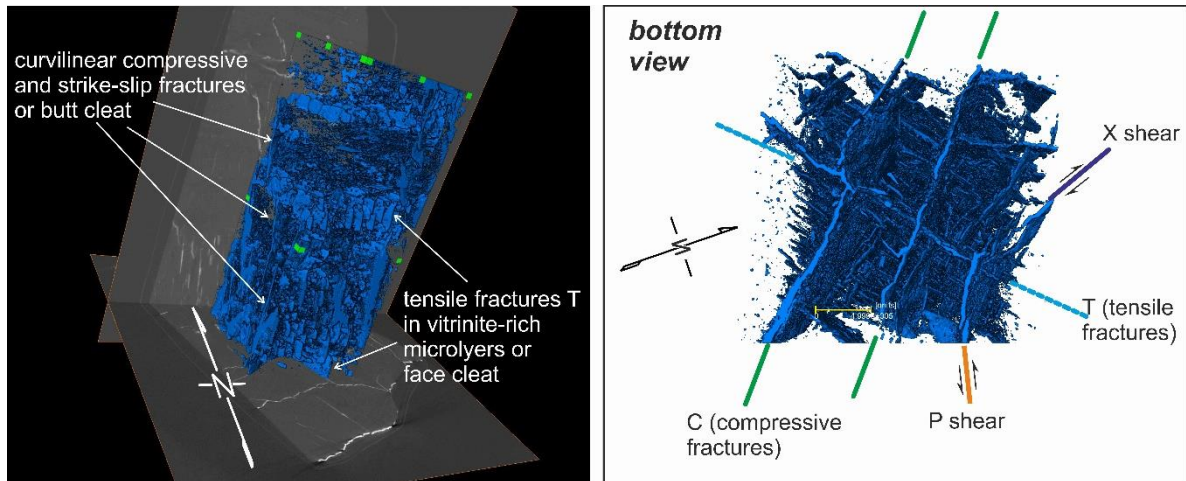 curvilinear compressive
and strike-slip fractures
or butt cleat
tensile fractures T
in vitrinite-rich
microlyers or
face cleat
N
bottom
view
X shear
N
T (tensile
fractures)
C (compressive
fractures)
P shear